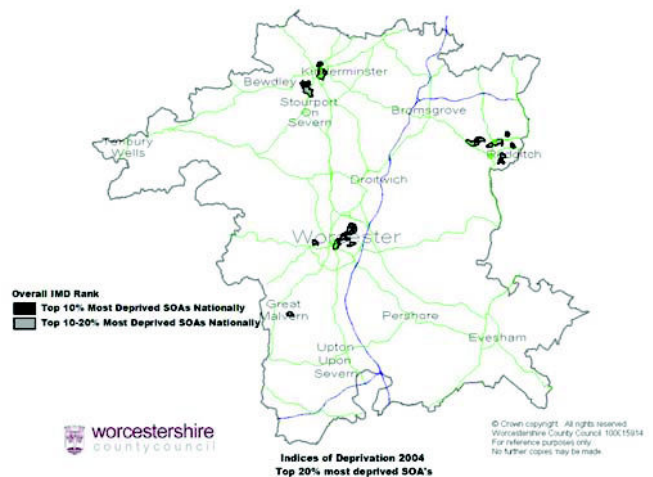 Kidderminster
Bewdley
Stourport
On
Severn
Bromsgrove
Tenbury
Wells
Redditch
Droitwich
Worcester
Overall IMD Rank
Top 10% Most Deprived SOAs Nationally
Top 10-20% Most Deprived SOAs Nationally
Great
Malvern
Pershore
Evesham
Upton
Upon
Severn
worcestershire
countycouncil
© Crown copyright. All rights reserved
Worcestershire County Council 100015914
For reference purposes only.
No further copies may be made.
Indices of Deprivation 2004
Top 20% most deprived SOA's